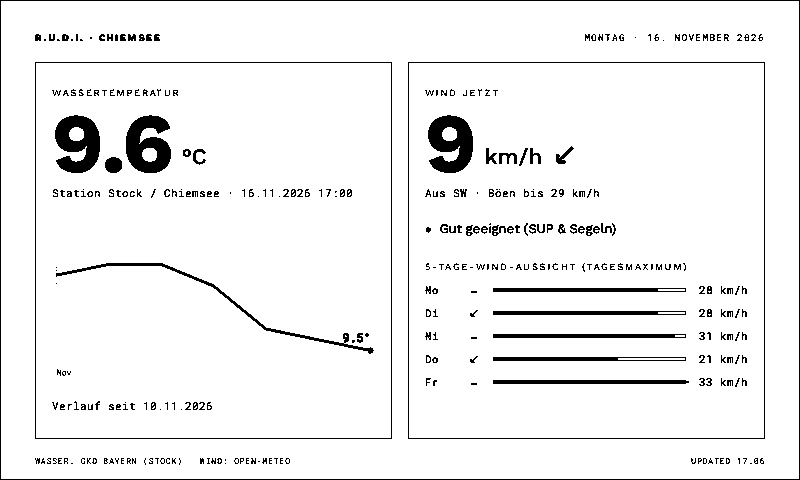 R.U.D.I. · CHIEMSEE
MONTAG · 16. NOVEMBER 2026
WASSERTEMPERATUR
9.6 °C
Station Stock / Chiemsee · 16.11.2026 17:00
9.5°
Nov
Verlauf seit 10.11.2026
WIND JETZT
9 km/h ↙
Aus SW · Böen bis 29 km/h
• Gut geeignet (SUP & Segeln)
5-TAGE-WIND-AUSSICHT (TAGESMAXIMUM)
Mo – 28 km/h
Di ↙ 28 km/h
Mi – 31 km/h
Do ↙ 21 km/h
Fr – 33 km/h
WASSER: GKD BAYERN (STOCK) WIND: OPEN-METEO
UPDATED 17:06